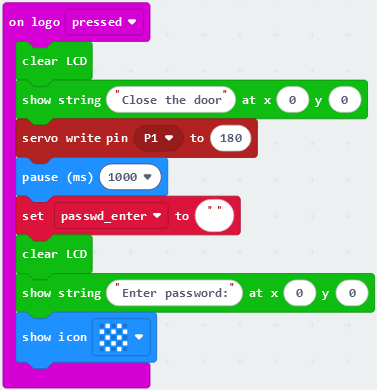 on logo pressed
clear LCD
show string "Close the door" at x 0 y 0
servo write pin P1 to 180
pause (ms) 1000
set passwd_enter to " "
clear LCD
show string "Enter password:" at x 0 y 0
show icon